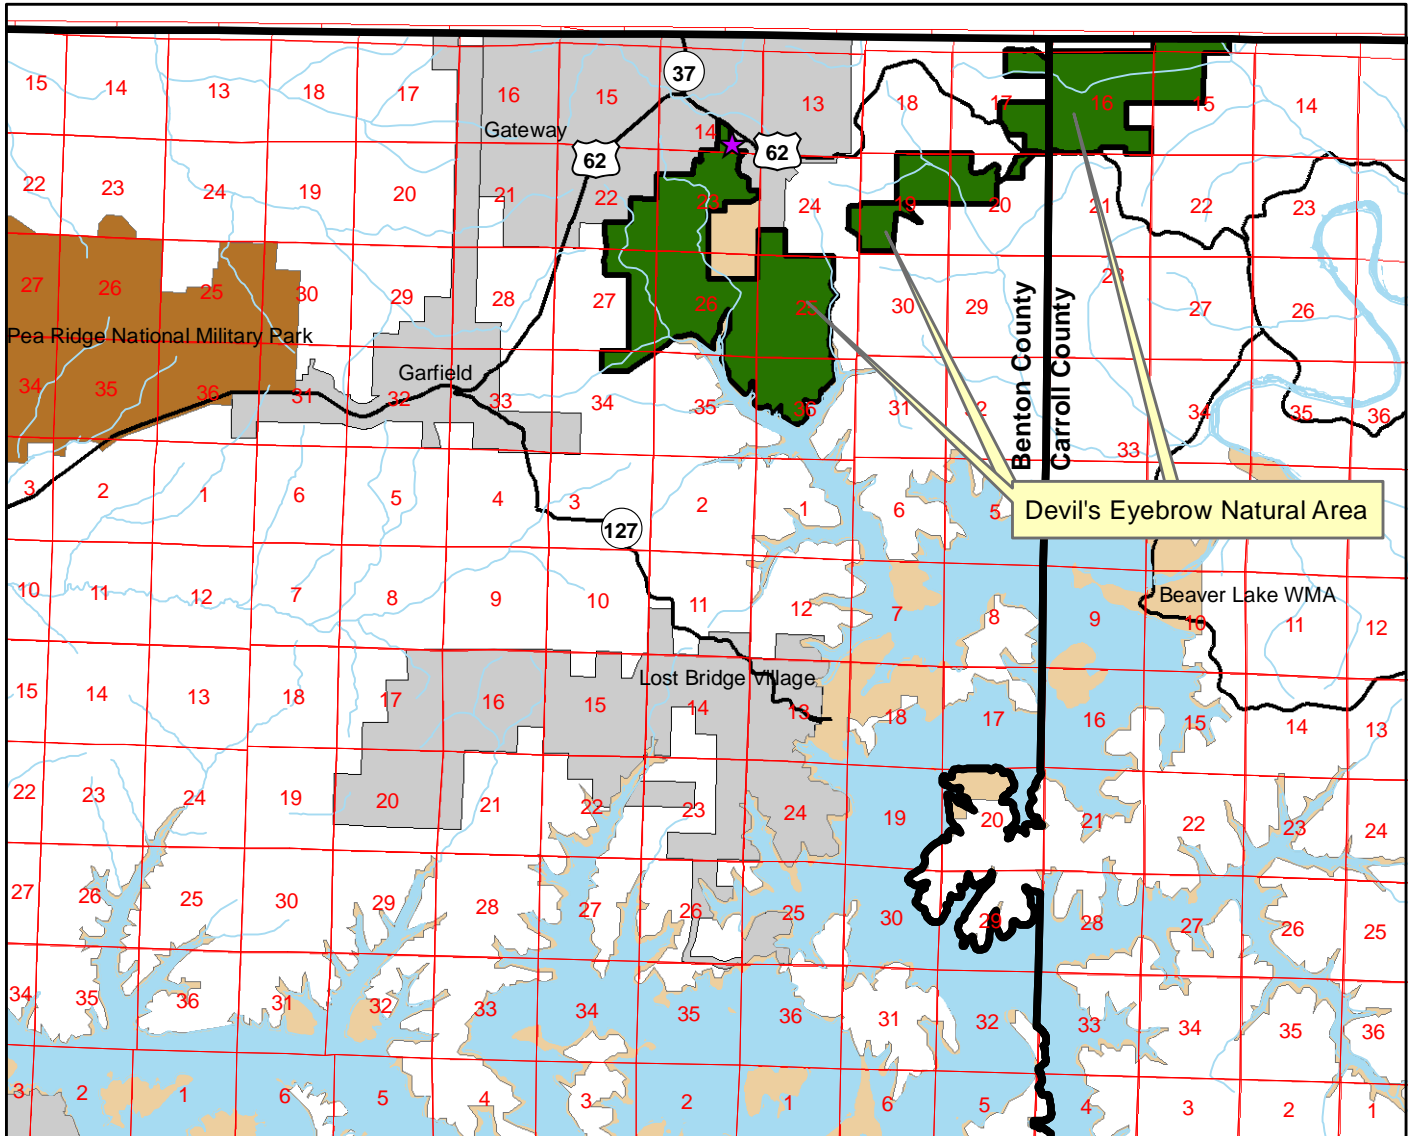 37
15 14 13 18 17 16 15 14 13 18 17 16 15 14
Gateway
62 62
22 23 24 19 20 21 22 23 24 19 20 21 22 23
27 26 25 30 29 28 27 26 25 30 29 28 27 26
Pea Ridge National Military Park
Benton County
Carroll County
Garfield
34 35 36 31 32 33 34 35 36 31 32 33 34 35 36
Devil's Eyebrow Natural Area
3 2 1 6 5 4 3 2 1 6 5
127
10 11 12 7 8 9 10 11 12 7 8 9 10 11 12
Beaver Lake WMA
Lost Bridge Village
15 14 13 18 17 16 15 14 13 18 17 16 15 14 13
22 23 24 19 20 21 22 23 24 19 20 21 22 23 24
27 26 25 30 29 28 27 26 25 30 29 28 27 26 25
34 35 36 31 32 33 34 35 36 31 32 33 34 35 36
3 2 1 6 5 4 3 2 1 6 5 4 3 2 1